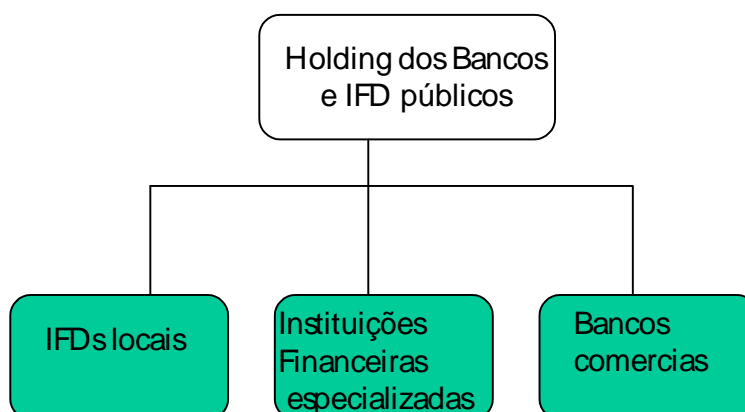 Holding dos Bancos
e IFD públicos
IFDs locais
Instituições
Financeiras
especializadas
Bancos
comercias